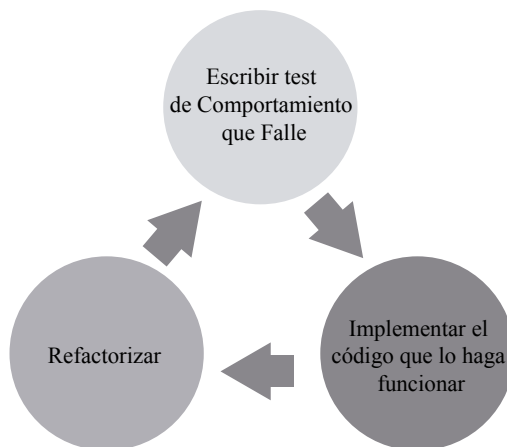 Escribir test
de Comportamiento
que Falle
Implementar el
código que lo haga
funcionar
Refactorizar